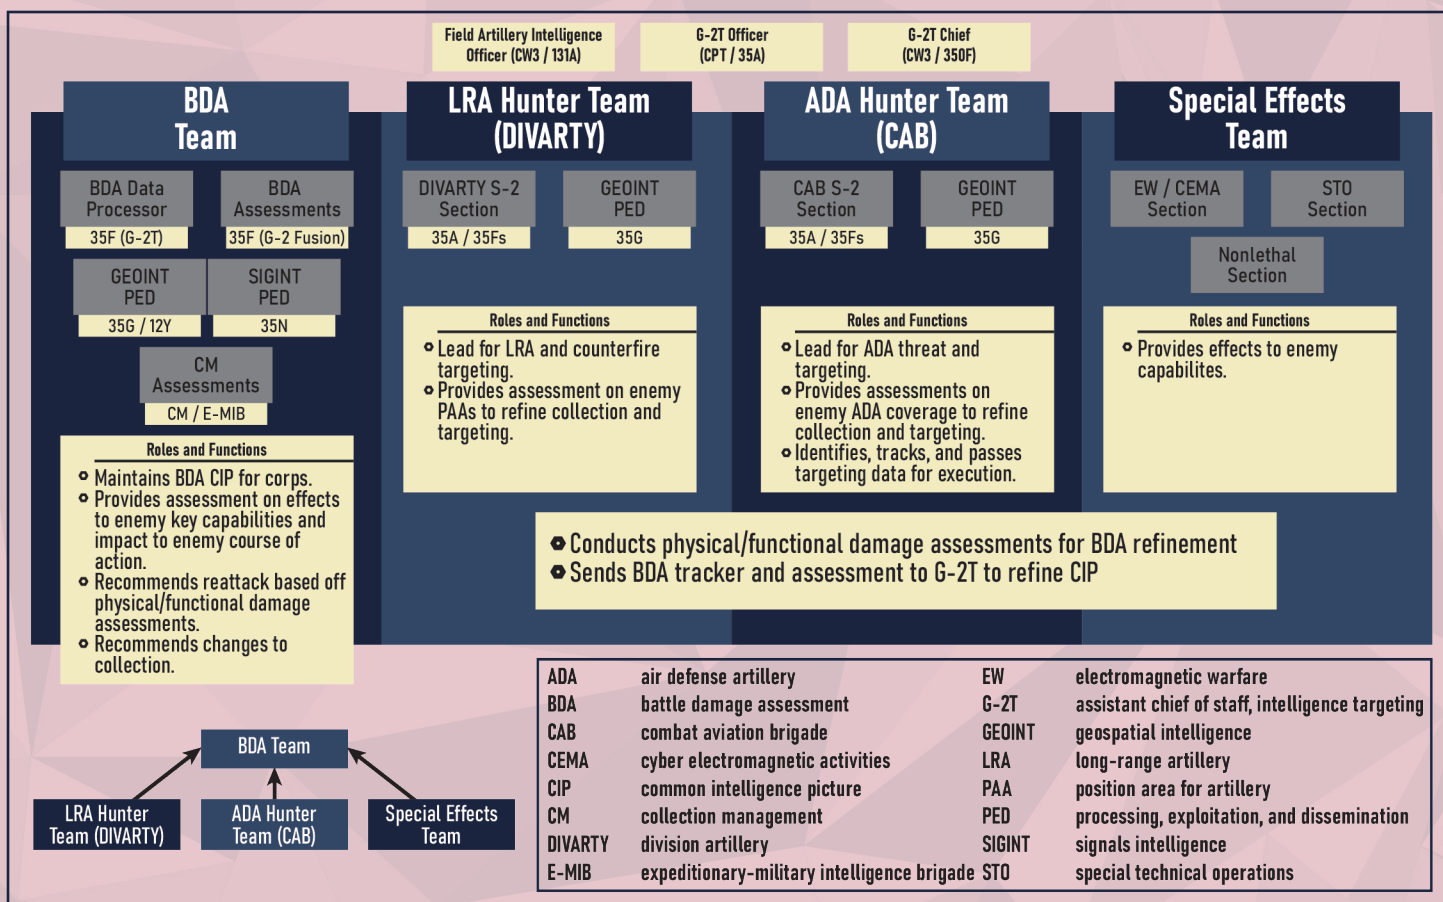 Field Artillery Intelligence
Officer (CW3 / 131A)
G-2T Officer
(CPT / 35A)
G-2T Chief
(CW3 / 350F)
BDA
Team
BDA Data
Processor
35F (G-2T)
BDA
Assessments
35F (G-2 Fusion)
GEOINT
PED
35G / 12Y
SIGINT
PED
35N
CM
Assessments
CM / E-MIB
Roles and Functions
Maintains BDA CIP for corps.
Provides assessment on effects
to enemy key capabilities and
impact to enemy course of
action.
Recommends reattack based off
physical/functional damage
assessments.
Recommends changes to
collection.
LRA Hunter Team
(DIVARTY)
DIVARTY S-2
Section
35A / 35Fs
GEOINT
PED
35G
Roles and Functions
Lead for LRA and counterfire
targeting.
Provides assessment on enemy
PAAs to refine collection and
targeting.
ADA Hunter Team
(CAB)
CAB S-2
Section
35A / 35Fs
GEOINT
PED
35G
Roles and Functions
Lead for ADA threat and
targeting.
Provides assessments on
enemy ADA coverage to refine
collection and targeting.
Identifies, tracks, and passes
targeting data for execution.
Special Effects
Team
EW / CEMA
Section
STO
Section
Nonlethal
Section
Roles and Functions
Provides effects to enemy
capabilites.
Conducts physical/functional damage assessments for BDA refinement
Sends BDA tracker and assessment to G-2T to refine CIP
BDA Team
LRA Hunter
Team (DIVARTY)
ADA Hunter
Team (CAB)
Special Effects
Team
ADA air defense artillery
BDA battle damage assessment
CAB combat aviation brigade
CEMA cyber electromagnetic activities
CIP common intelligence picture
CM collection management
DIVARTY division artillery
E-MIB expeditionary-military intelligence brigade
EW electromagnetic warfare
G-2T assistant chief of staff, intelligence targeting
GEOINT geospatial intelligence
LRA long-range artillery
PAA position area for artillery
PED processing, exploitation, and dissemination
SIGINT signals intelligence
STO special technical operations